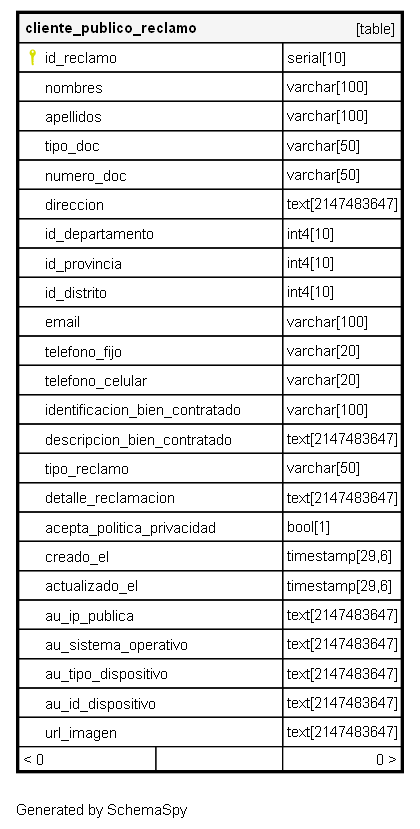 cliente_publico_reclamo [table]
id_reclamo serial[10]
nombres varchar[100]
apellidos varchar[100]
tipo_doc varchar[50]
numero_doc varchar[50]
direccion text[2147483647]
id_departamento int4[10]
id_provincia int4[10]
id_distrito int4[10]
email varchar[100]
telefono_fijo varchar[20]
telefono_celular varchar[20]
identificacion_bien_contratado varchar[100]
descripcion_bien_contratado text[2147483647]
tipo_reclamo varchar[50]
detalle_reclamacion text[2147483647]
acepta_politica_privacidad bool[1]
creado_el timestamp[29,6]
actualizado_el timestamp[29,6]
au_ip_publica text[2147483647]
au_sistema_operativo text[2147483647]
au_tipo_dispositivo text[2147483647]
au_id_dispositivo text[2147483647]
url_imagen text[2147483647]
< 0 0 >
Generated by SchemaSpy